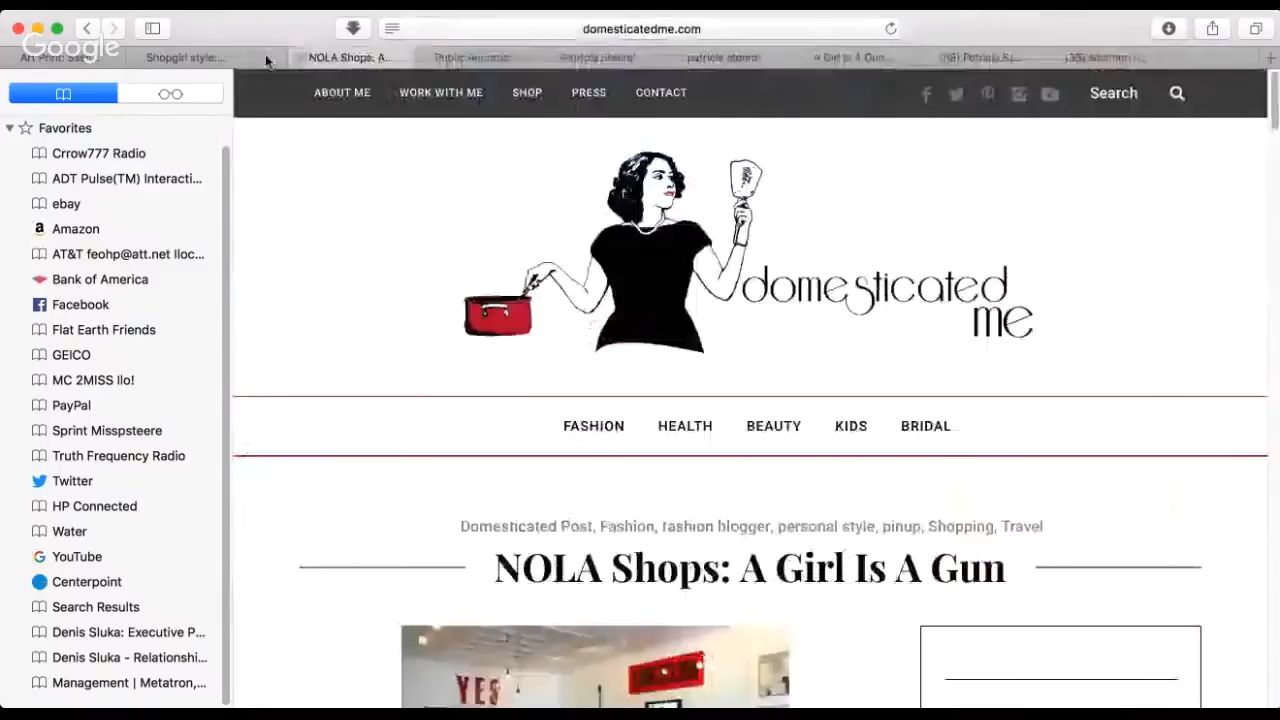 domesticatedme.com
Google
Art Print:
Shopgirl style:...
NOLA Shops: A...
ABOUT ME
WORK WITH ME
SHOP
PRESS
CONTACT
Search
Favorites
Crrow777 Radio
ADT Pulse(TM) Interacti...
ebay
Amazon
AT&T feohp@att.net lloc...
Bank of America
Facebook
Flat Earth Friends
GEICO
MC 2MISS llo!
PayPal
Sprint Misspsteere
Truth Frequency Radio
Twitter
HP Connected
Water
YouTube
Centerpoint
Search Results
Denis Sluka: Executive P...
Denis Sluka - Relationshi...
Management | Metatron,...
domesticated
me
FASHION
HEALTH
BEAUTY
KIDS
BRIDAL
Domesticated Post, Fashion, fashion blogger, personal style, pinup, Shopping, Travel
NOLA Shops: A Girl Is A Gun
YES